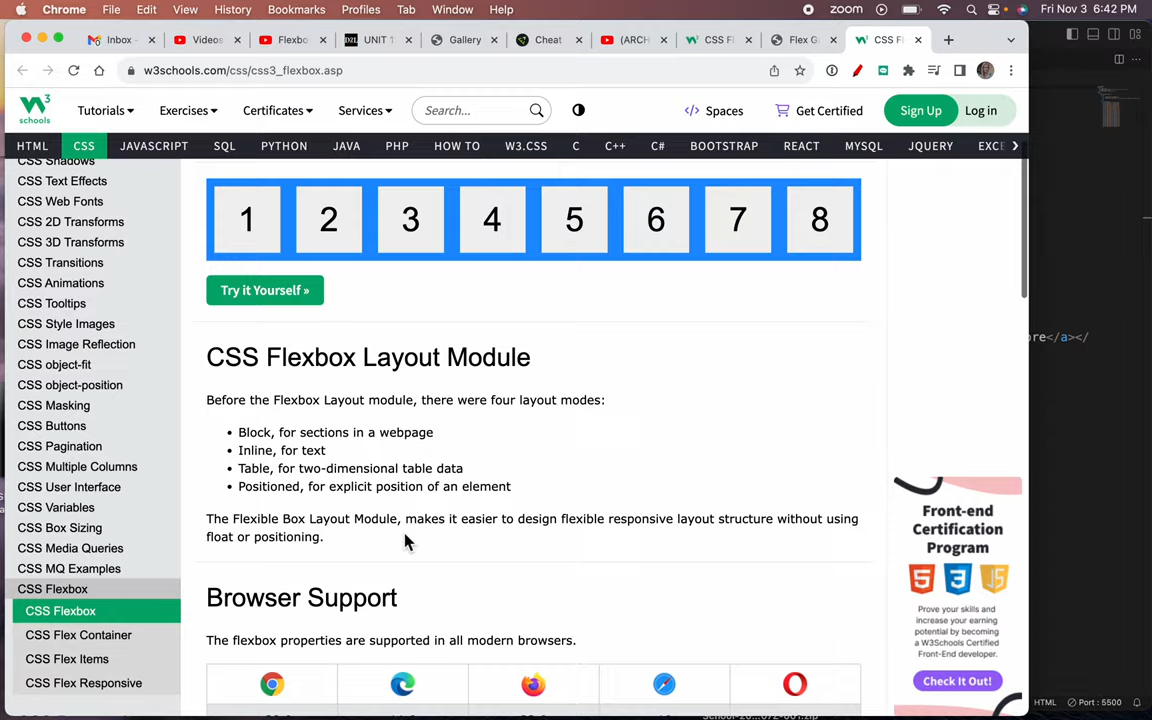 Chrome File Edit View History Bookmarks Profiles Tab Window Help zoom Fri Nov 3 6:42 PM
Inbox - Videos Flexbo UNIT 1 Gallery Cheat (ARCH CSS F Flex G CSS F
w3schools.com/css/css3_flexbox.asp
W3 schools Tutorials Exercises Certificates Services Search... Spaces Get Certified Sign Up Log in
HTML CSS JAVASCRIPT SQL PYTHON JAVA PHP HOW TO W3.CSS C C++ C# BOOTSTRAP REACT MYSQL JQUERY EXCE
CSS Shadows
CSS Text Effects
CSS Web Fonts
CSS 2D Transforms
CSS 3D Transforms
CSS Transitions
CSS Animations
CSS Tooltips
CSS Style Images
CSS Image Reflection
CSS object-fit
CSS object-position
CSS Masking
CSS Buttons
CSS Pagination
CSS Multiple Columns
CSS User Interface
CSS Variables
CSS Box Sizing
CSS Media Queries
CSS MQ Examples
CSS Flexbox
CSS Flexbox
CSS Flex Container
CSS Flex Items
CSS Flex Responsive
1 2 3 4 5 6 7 8
Try it Yourself »
CSS Flexbox Layout Module
Before the Flexbox Layout module, there were four layout modes:
• Block, for sections in a webpage
• Inline, for text
• Table, for two-dimensional table data
• Positioned, for explicit position of an element
The Flexible Box Layout Module, makes it easier to design flexible responsive layout structure without using
float or positioning.
Browser Support
The flexbox properties are supported in all modern browsers.
Front-end
Certification
Program
5 3 JS
Prove your skills and
increase your earning
potential by becoming
a W3Schools Certified
Front-End developer.
Check It Out!
ore</a></
HTML Port : 5500